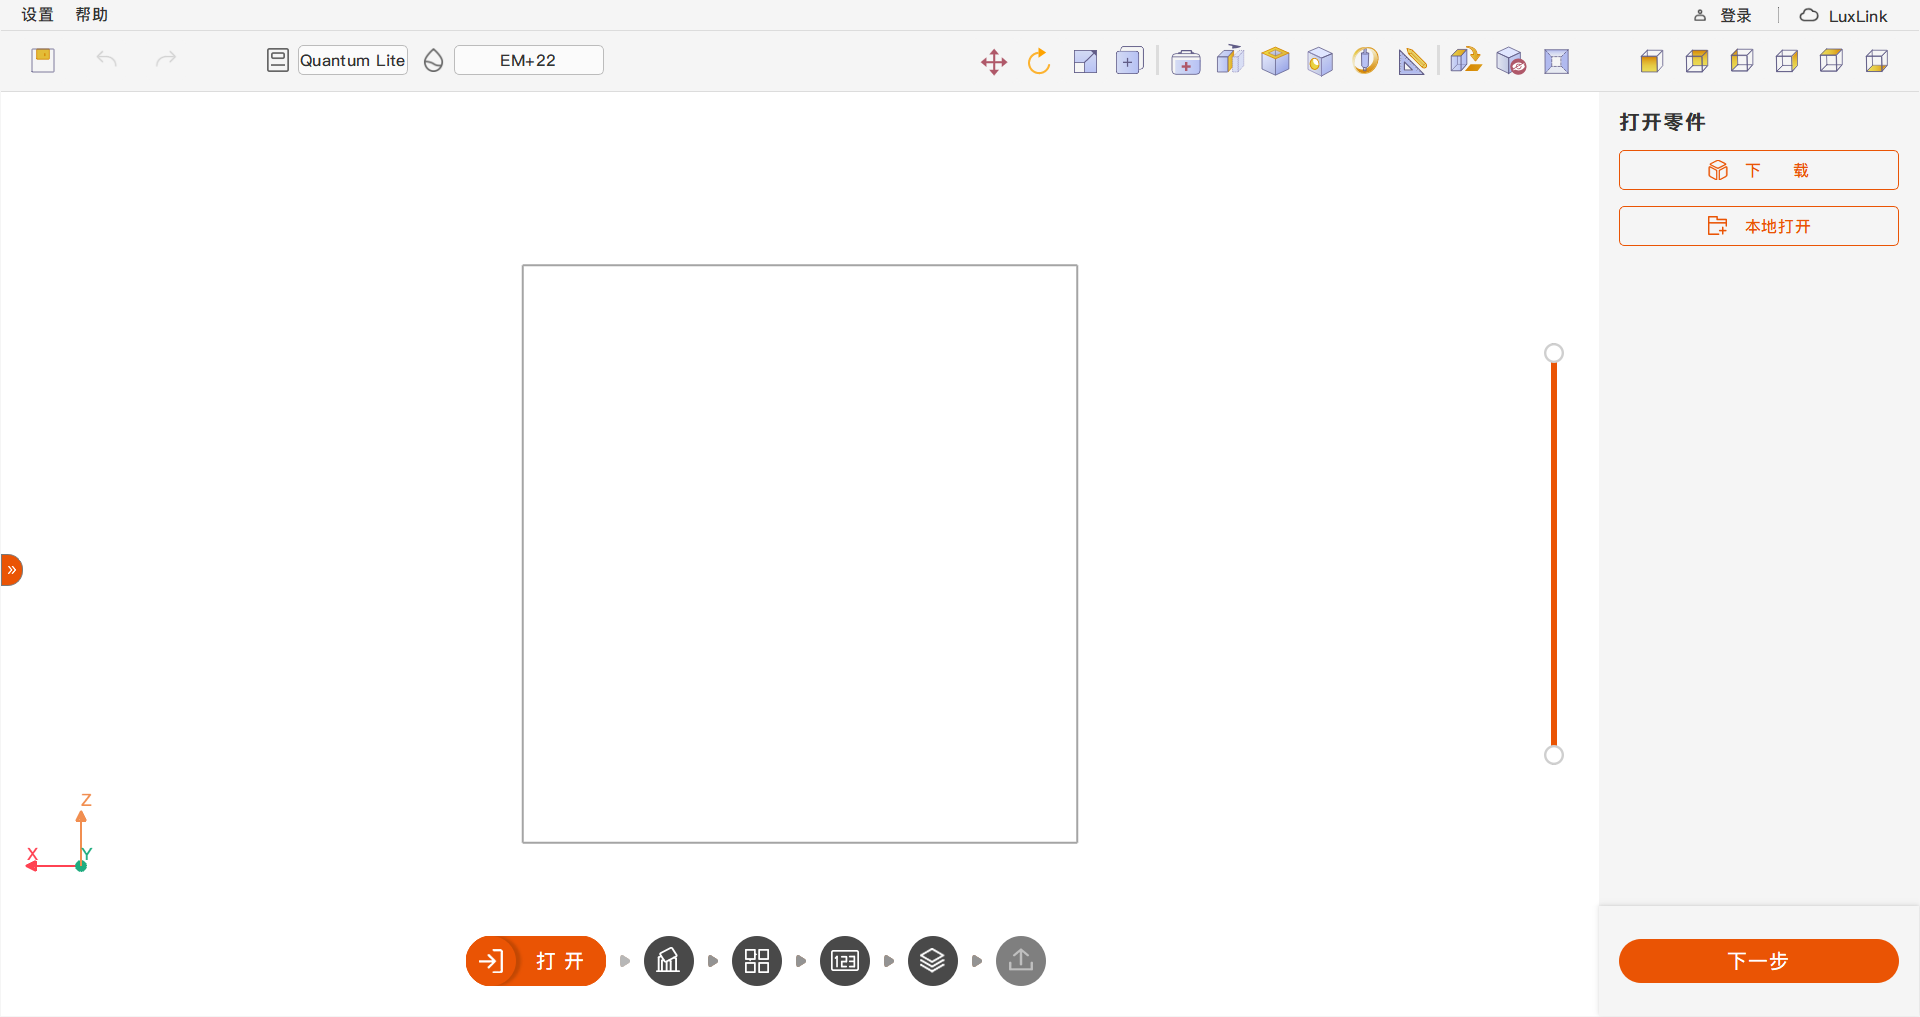 设置 帮助 登录 LuxLink
Quantum Lite EM+22
打开零件
下 载
本地打开
Z
X Y
打 开
123
下一步